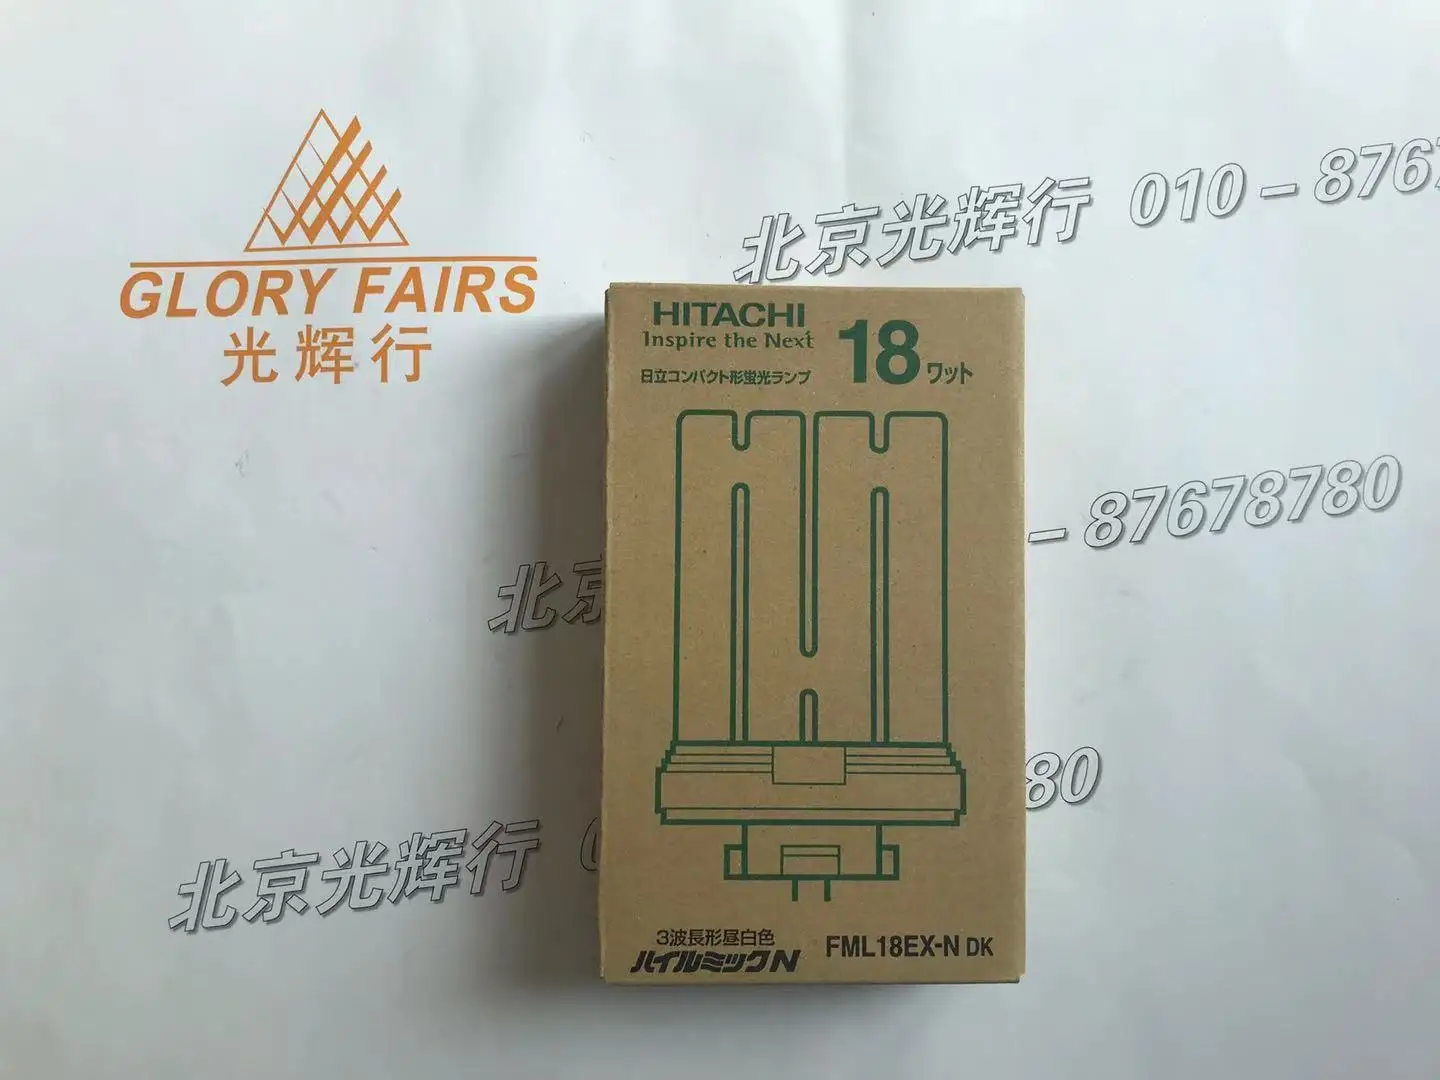 GLORY FAIRS
光辉行
北京光辉行 010-8767
HITACHI
Inspire the Next
18ワット
日立コンパクト形蛍光ランプ
-87678780
北京
80
北京光辉行 0
3波長形昼白色
ハイルミックN
FML18EX-N DK